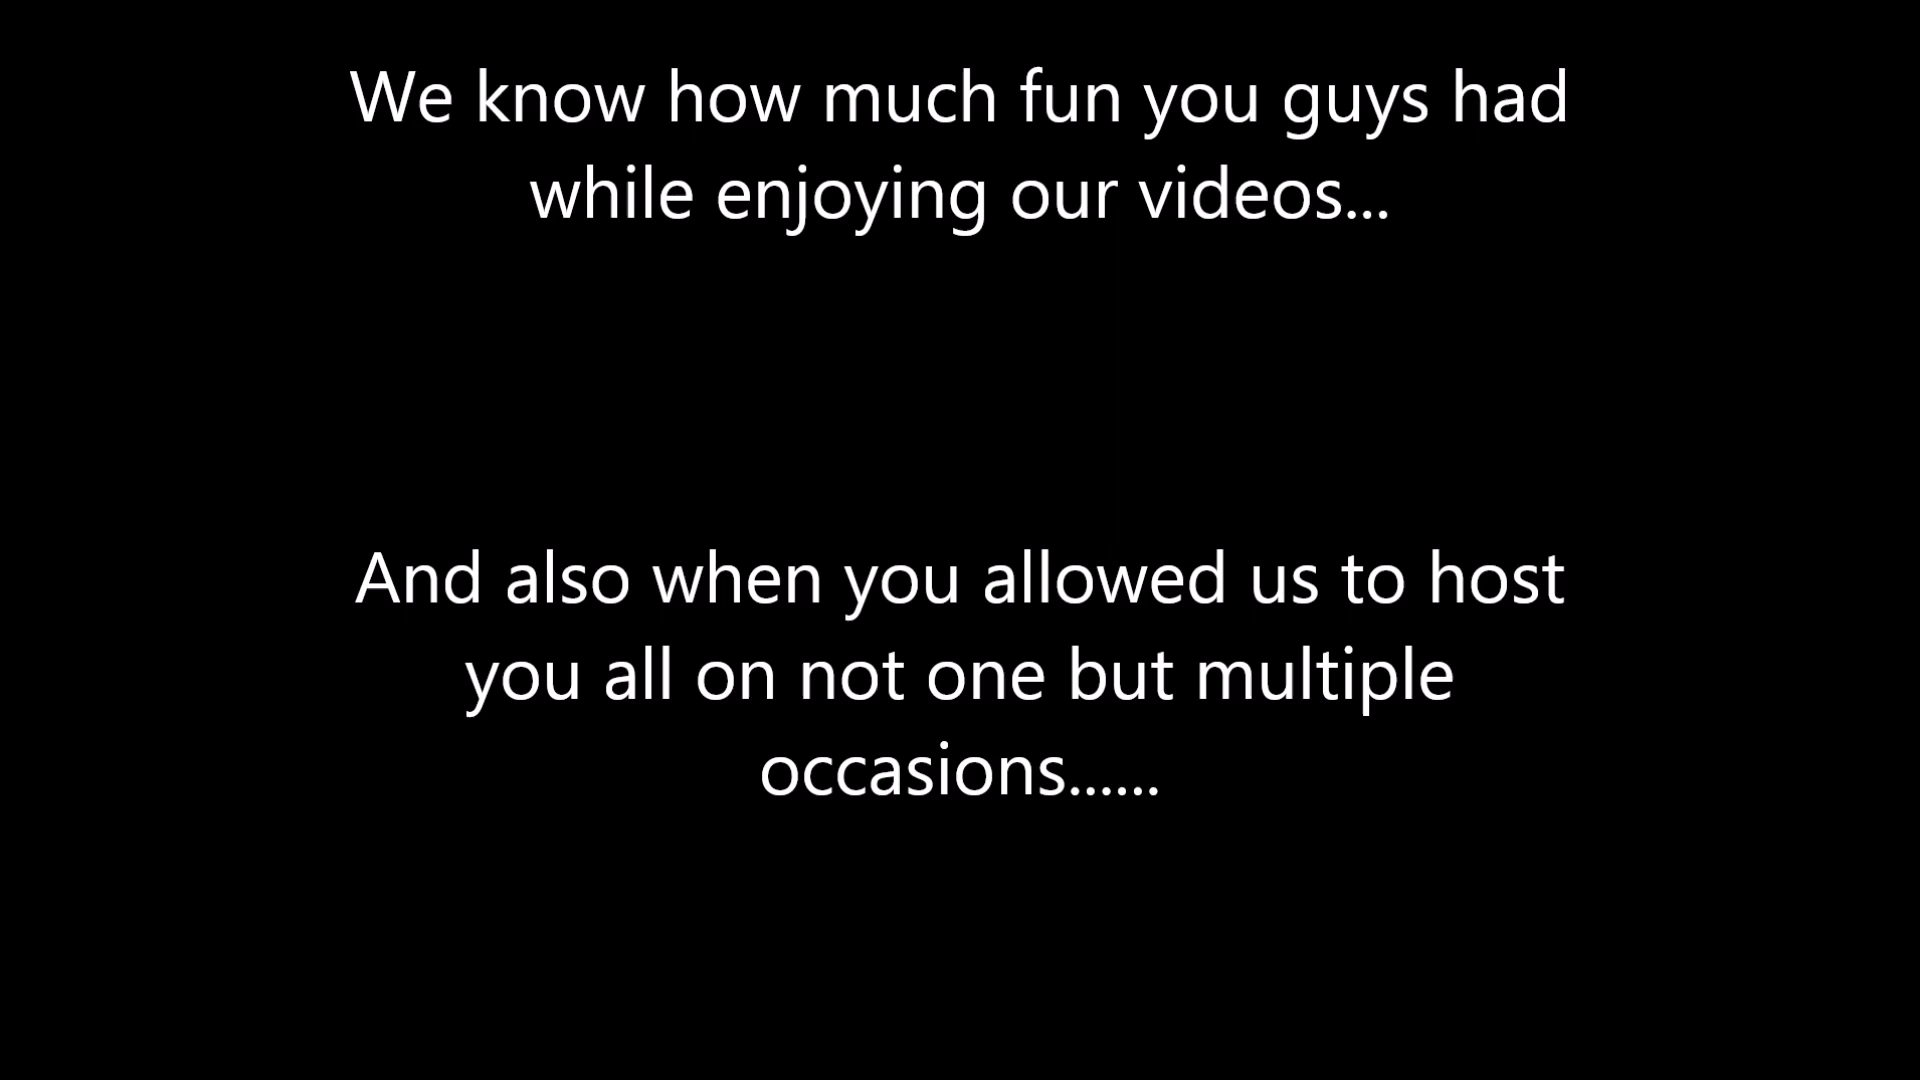 We know how much fun you guys had
while enjoying our videos...
And also when you allowed us to host
you all on not one but multiple
occasions......